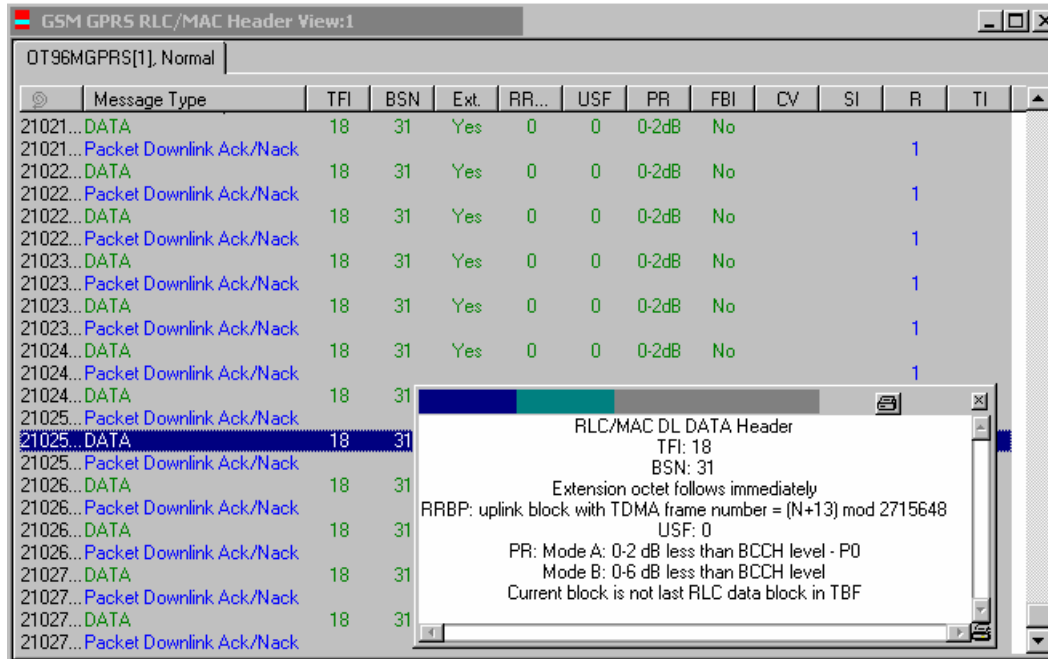 GSM GPRS RLC/MAC Header View:1
OT96MGPRS[1], Normal
Message Type TFI BSN Ext. RR... USF PR FBI CV SI R TI
21021... DATA 18 31 Yes 0 0 0-2dB No
21021... Packet Downlink Ack/Nack 1
21022... DATA 18 31 Yes 0 0 0-2dB No
21022... Packet Downlink Ack/Nack 1
21022... DATA 18 31 Yes 0 0 0-2dB No
21022... Packet Downlink Ack/Nack 1
21023... DATA 18 31 Yes 0 0 0-2dB No
21023... Packet Downlink Ack/Nack 1
21023... DATA 18 31 Yes 0 0 0-2dB No
21023... Packet Downlink Ack/Nack 1
21024... DATA 18 31 Yes 0 0 0-2dB No
21024... Packet Downlink Ack/Nack 1
21024... DATA 18 31
21025... Packet Downlink Ack/Nack
21025... DATA 18 31
21025... Packet Downlink Ack/Nack
21026... DATA 18 31
21026... Packet Downlink Ack/Nack
21026... DATA 18 31
21026... Packet Downlink Ack/Nack
21027... DATA 18 31
21027... Packet Downlink Ack/Nack
21027... DATA 18 31
21027... Packet Downlink Ack/Nack
RLC/MAC DL DATA Header
TFI: 18
BSN: 31
Extension octet follows immediately
RRBP: uplink block with TDMA frame number = (N+13) mod 2715648
USF: 0
PR: Mode A: 0-2 dB less than BCCH level - P0
Mode B: 0-6 dB less than BCCH level
Current block is not last RLC data block in TBF